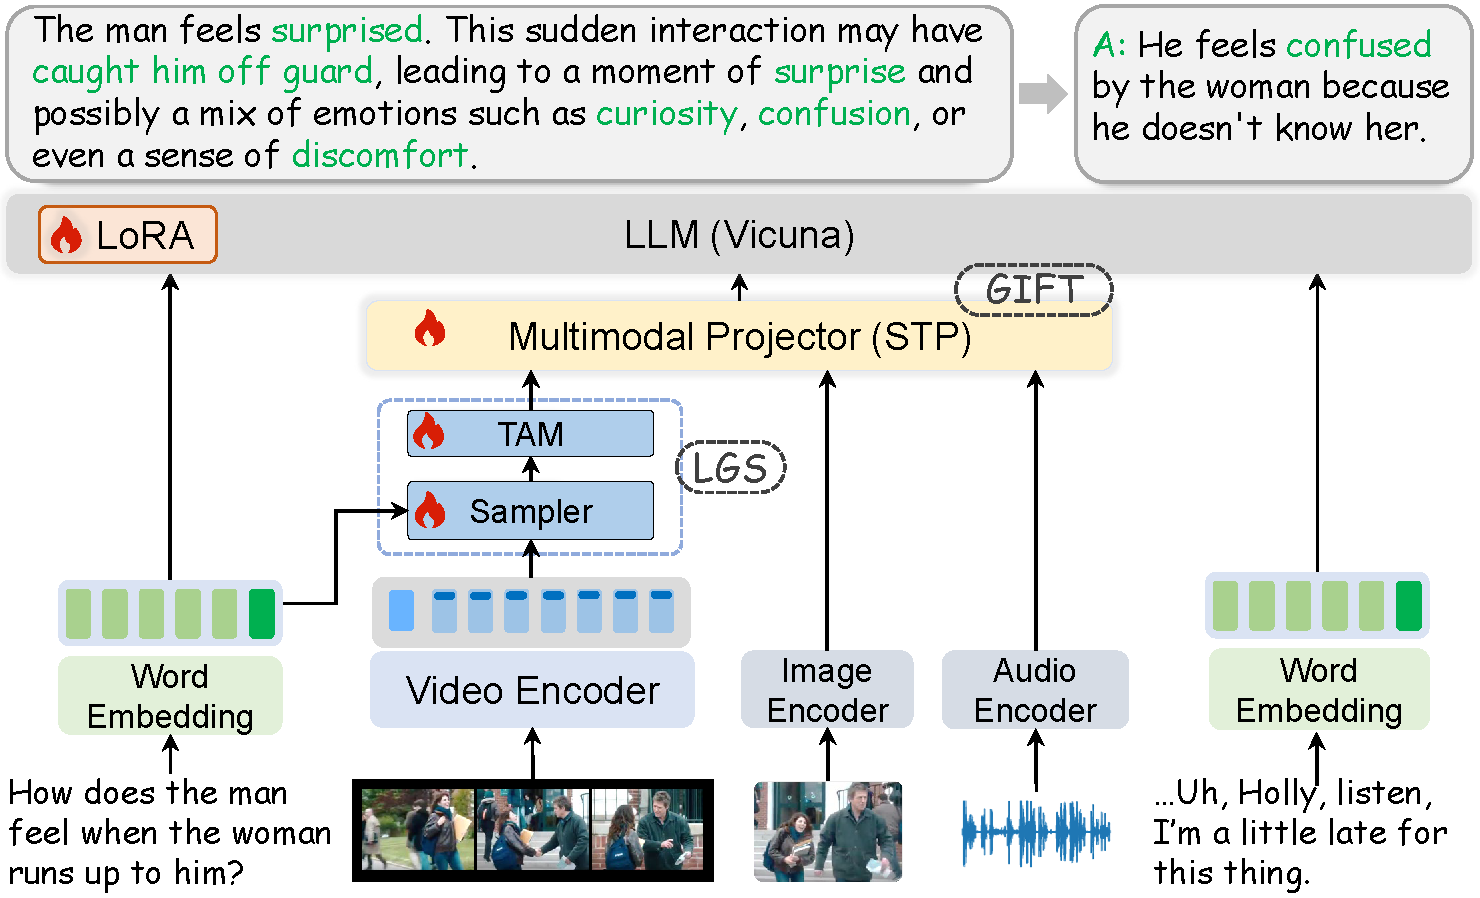 The man feels surprised. This sudden interaction may have
caught him off guard, leading to a moment of surprise and
possibly a mix of emotions such as curiosity, confusion, or
even a sense of discomfort.
A: He feels confused
by the woman because
he doesn't know her.
LoRA
LLM (Vicuna)
GIFT
Multimodal Projector (STP)
TAM
LGS
Sampler
Word
Embedding
Video Encoder
Image
Encoder
Audio
Encoder
Word
Embedding
How does the man
feel when the woman
runs up to him?
...Uh, Holly, listen,
I'm a little late for
this thing.